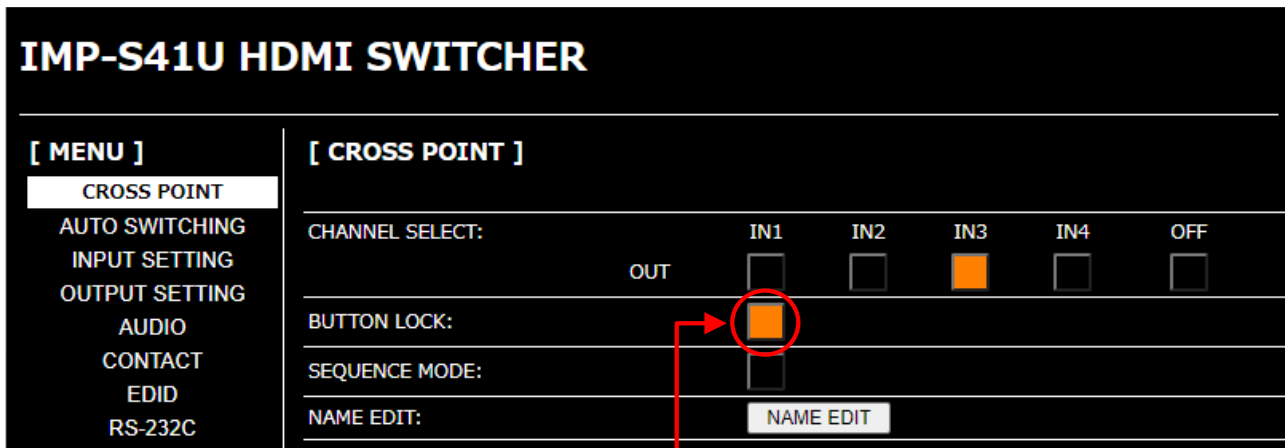 IMP-S41U HDMI SWITCHER
[ MENU ]
CROSS POINT
AUTO SWITCHING
INPUT SETTING
OUTPUT SETTING
AUDIO
CONTACT
EDID
RS-232C
[ CROSS POINT ]
CHANNEL SELECT: IN1 IN2 IN3 IN4 OFF
OUT
BUTTON LOCK:
SEQUENCE MODE:
NAME EDIT: NAME EDIT